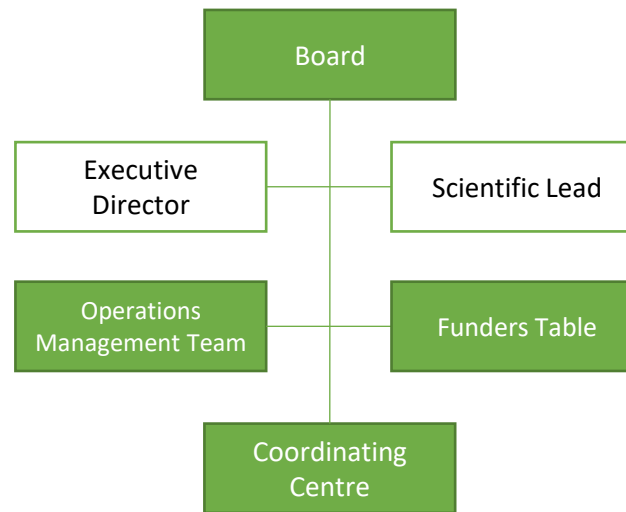 Board
Executive
Director
Scientific Lead
Operations
Management Team
Funders Table
Coordinating
Centre